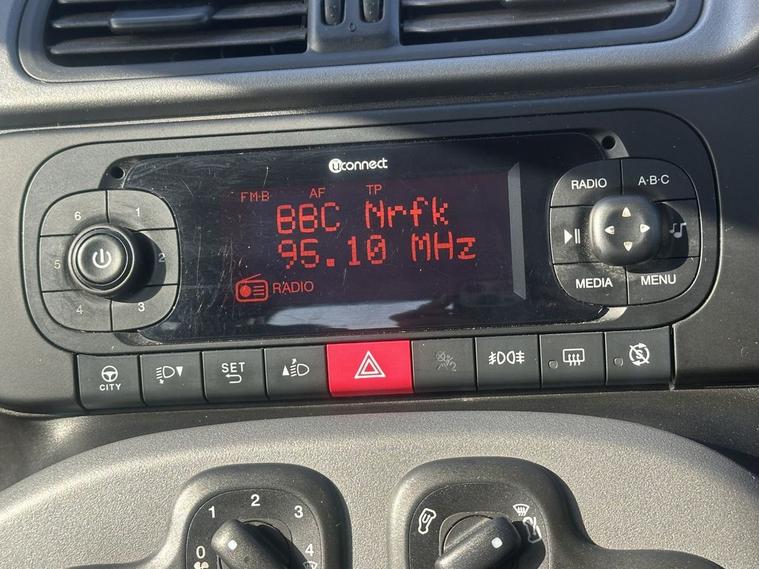 uconnect
FM-B AF TP
BBC Nrfk
95.10 MHz
RADIO
6 1
5 2
4 3
RADIO A·B·C
MEDIA MENU
CITY
SET
0 1 2 3 4